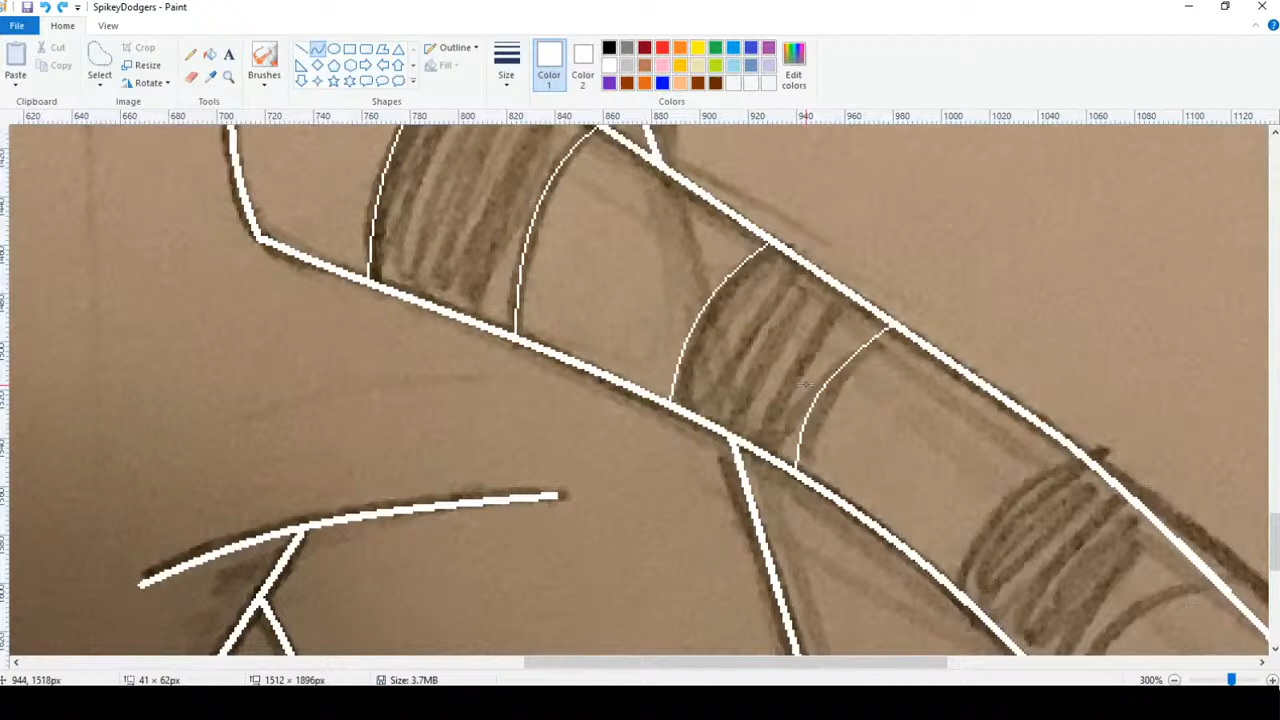 SpikeyDodgers - Paint
File Home View
Paste Cut Copy
Select Crop Resize Rotate
A
Brushes
Outline Fill
Size
Color 1 Color 2
Edit colors
Clipboard Image Tools Shapes Colors
620 640 660 680 700 720 740 760 780 800 820 840 860 880 900 920 940 960 980 1000 1020 1040 1060 1080 1100 1120
944, 1518px 41 × 62px 1512 × 1896px Size: 3.7MB 300%